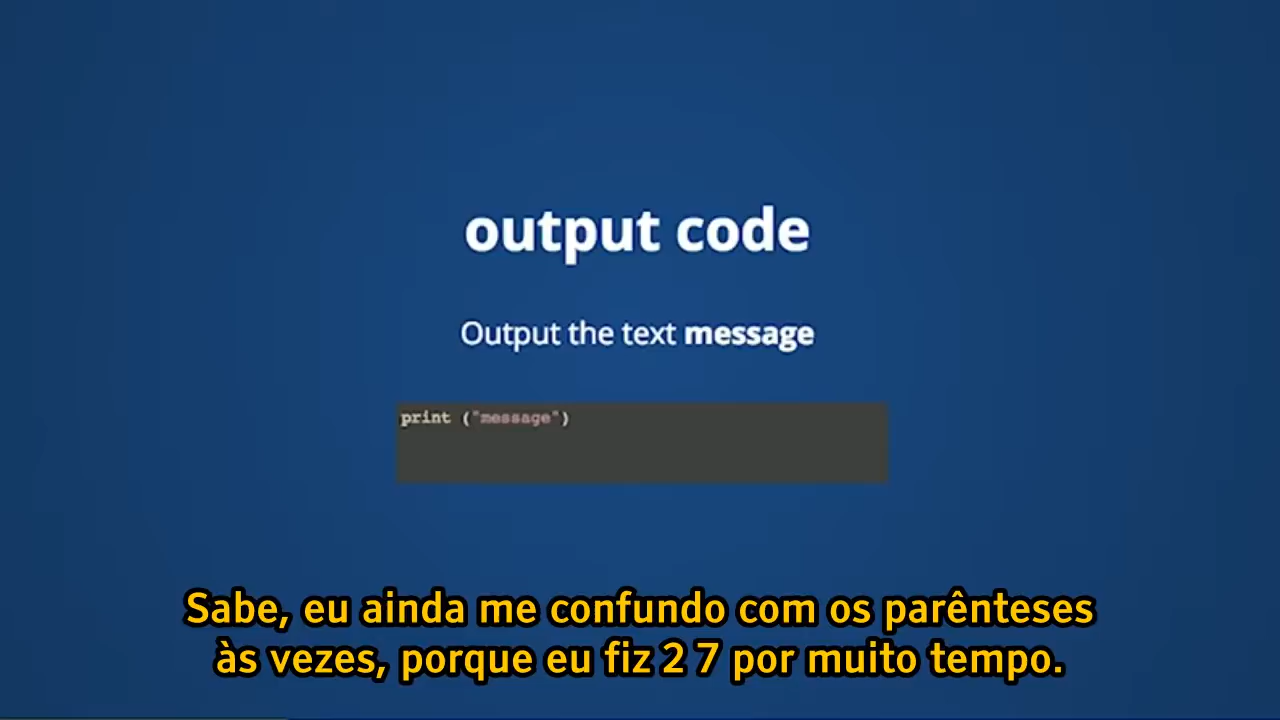 output code
Output the text message
print ("message")
Sabe, eu ainda me confundo com os parênteses
às vezes, porque eu fiz 2 7 por muito tempo.